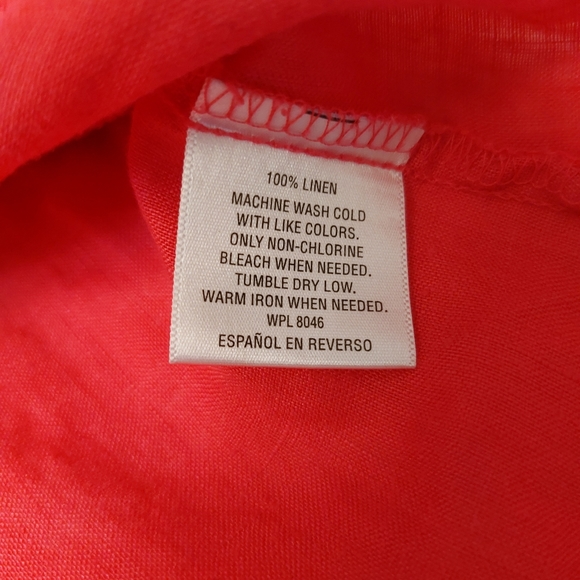 100% LINEN
MACHINE WASH COLD
WITH LIKE COLORS.
ONLY NON-CHLORINE
BLEACH WHEN NEEDED.
TUMBLE DRY LOW.
WARM IRON WHEN NEEDED.
WPL 8046
ESPAÑOL EN REVERSO